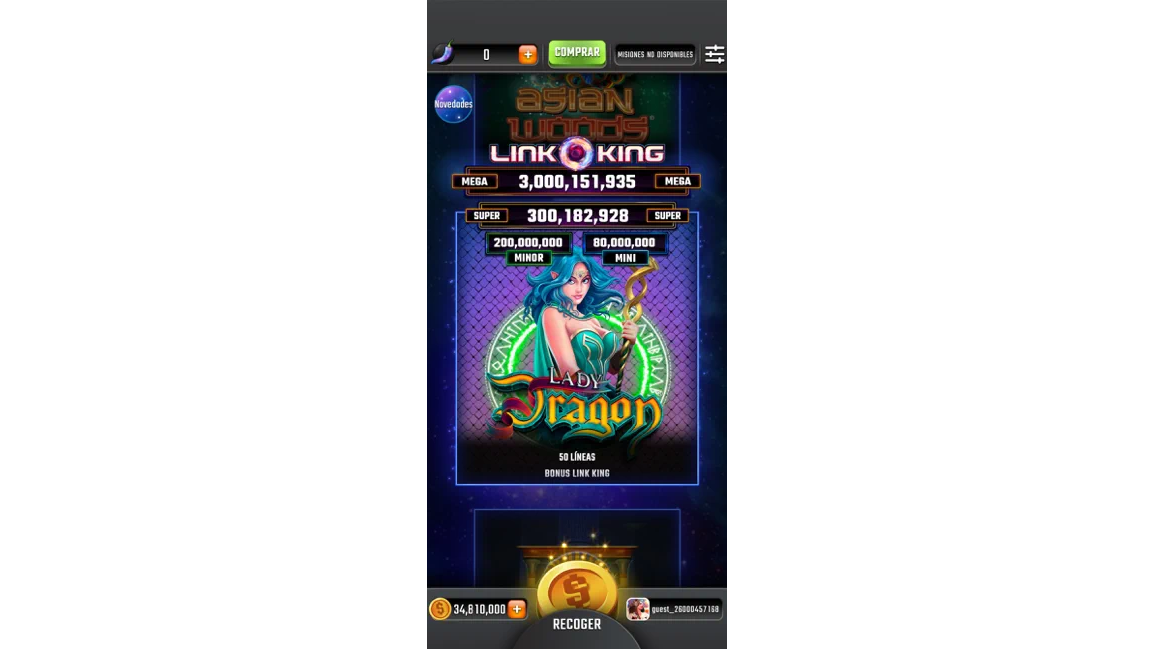 0
COMPRAR
MISIONES NO DISPONIBLES
Novedades
ASIAN
WOODS
LINK KING
MEGA 3,000,151,935 MEGA
SUPER 300,182,928 SUPER
200,000,000 80,000,000
MINOR MINI
LADY
Dragon
50 LÍNEAS
BONUS LINK KING
34,810,000
guest_26000457168
RECOGER